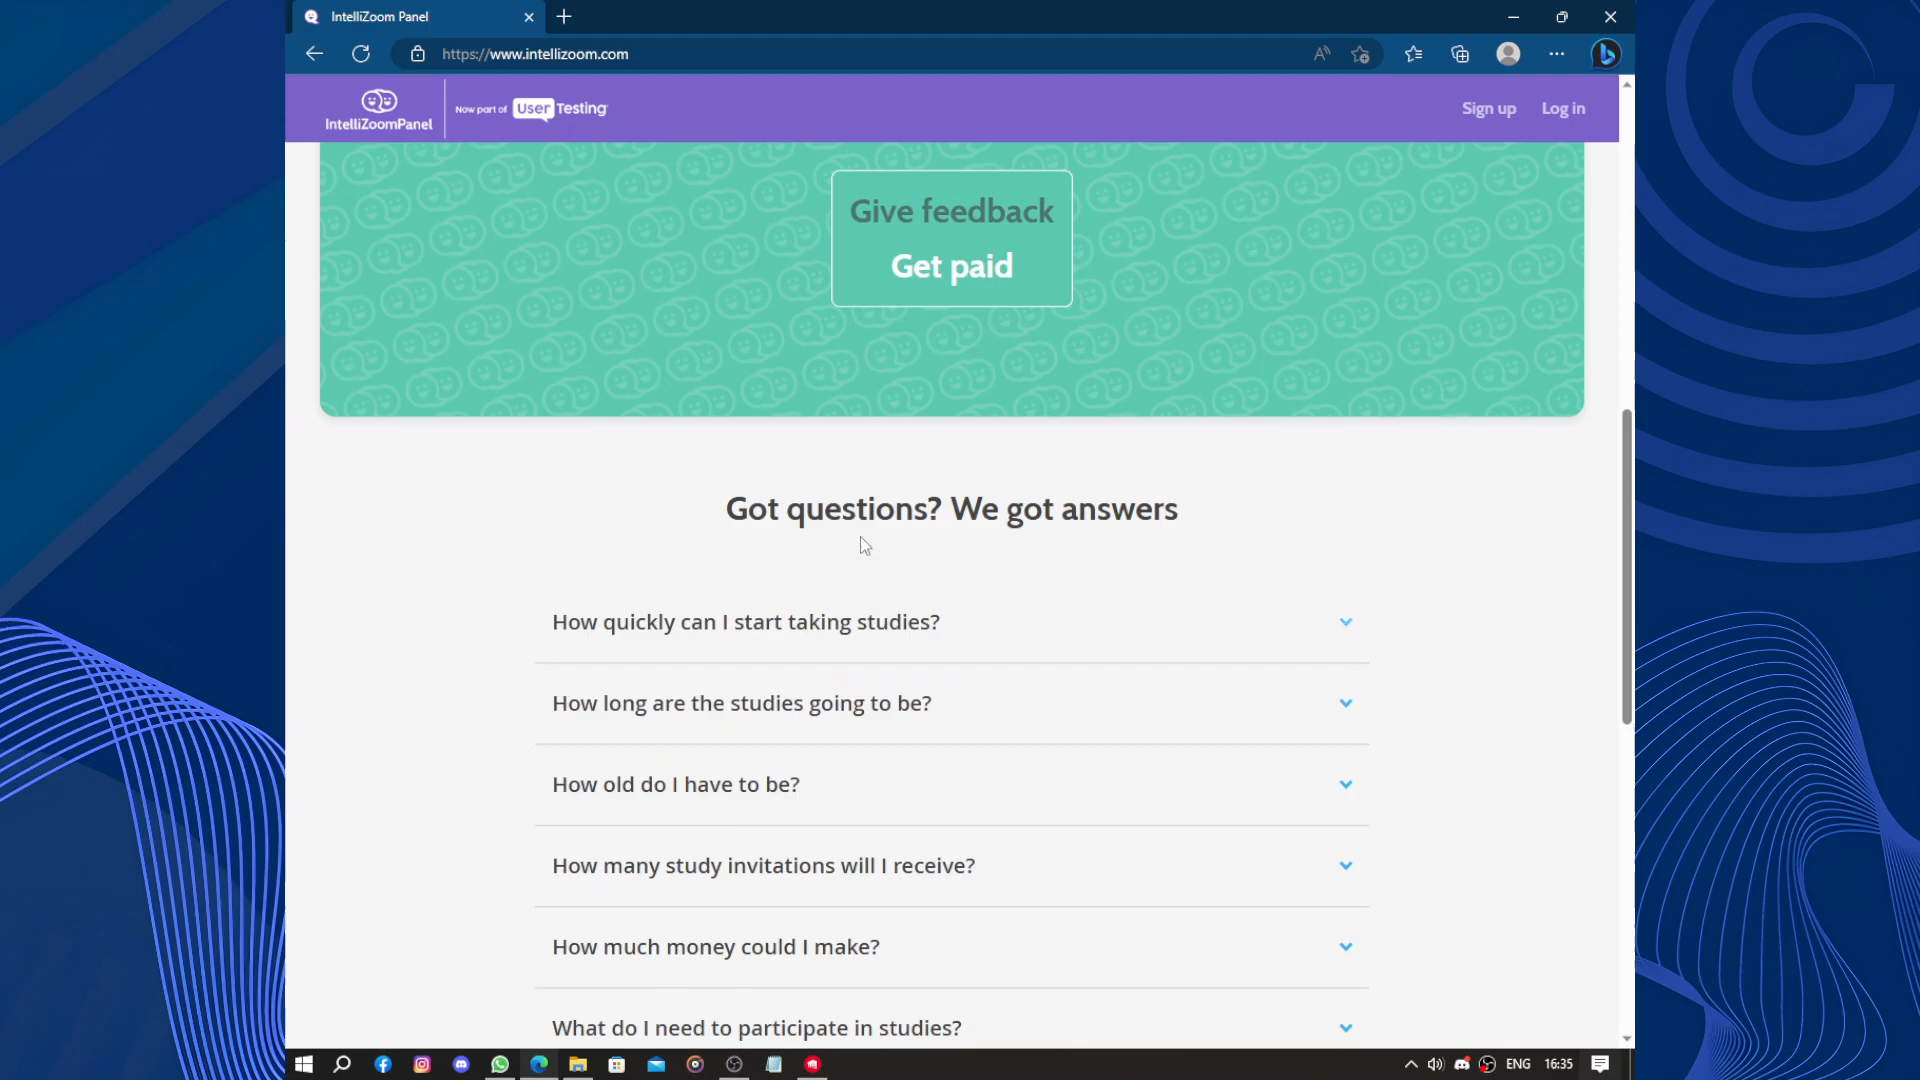 IntelliZoom Panel
https://www.intellizoom.com
IntelliZoomPanel
Now part of UserTesting
Sign up
Log in
Give feedback
Get paid
Got questions? We got answers
How quickly can I start taking studies?
How long are the studies going to be?
How old do I have to be?
How many study invitations will I receive?
How much money could I make?
What do I need to participate in studies?
ENG
16:35